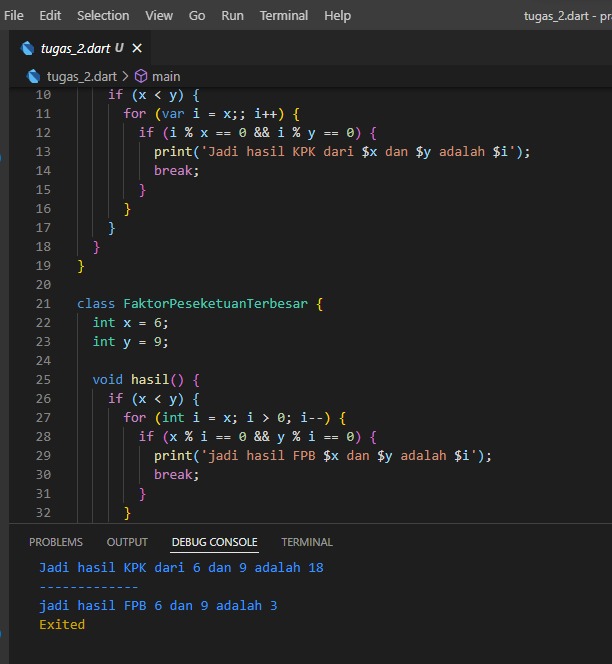 File Edit Selection View Go Run Terminal Help tugas_2.dart - pr
tugas_2.dart U ×
tugas_2.dart > main
10 if (x < y) {
11 for (var i = x;; i++) {
12 if (i % x == 0 && i % y == 0) {
13 print('Jadi hasil KPK dari $x dan $y adalah $i');
14 break;
15 }
16 }
17 }
18 }
19 }
20
21 class FaktorPeseketuanTerbesar {
22 int x = 6;
23 int y = 9;
24
25 void hasil() {
26 if (x < y) {
27 for (int i = x; i > 0; i--) {
28 if (x % i == 0 && y % i == 0) {
29 print('jadi hasil FPB $x dan $y adalah $i');
30 break;
31 }
32 }
PROBLEMS OUTPUT DEBUG CONSOLE TERMINAL
Jadi hasil KPK dari 6 dan 9 adalah 18
-------------
jadi hasil FPB 6 dan 9 adalah 3
Exited